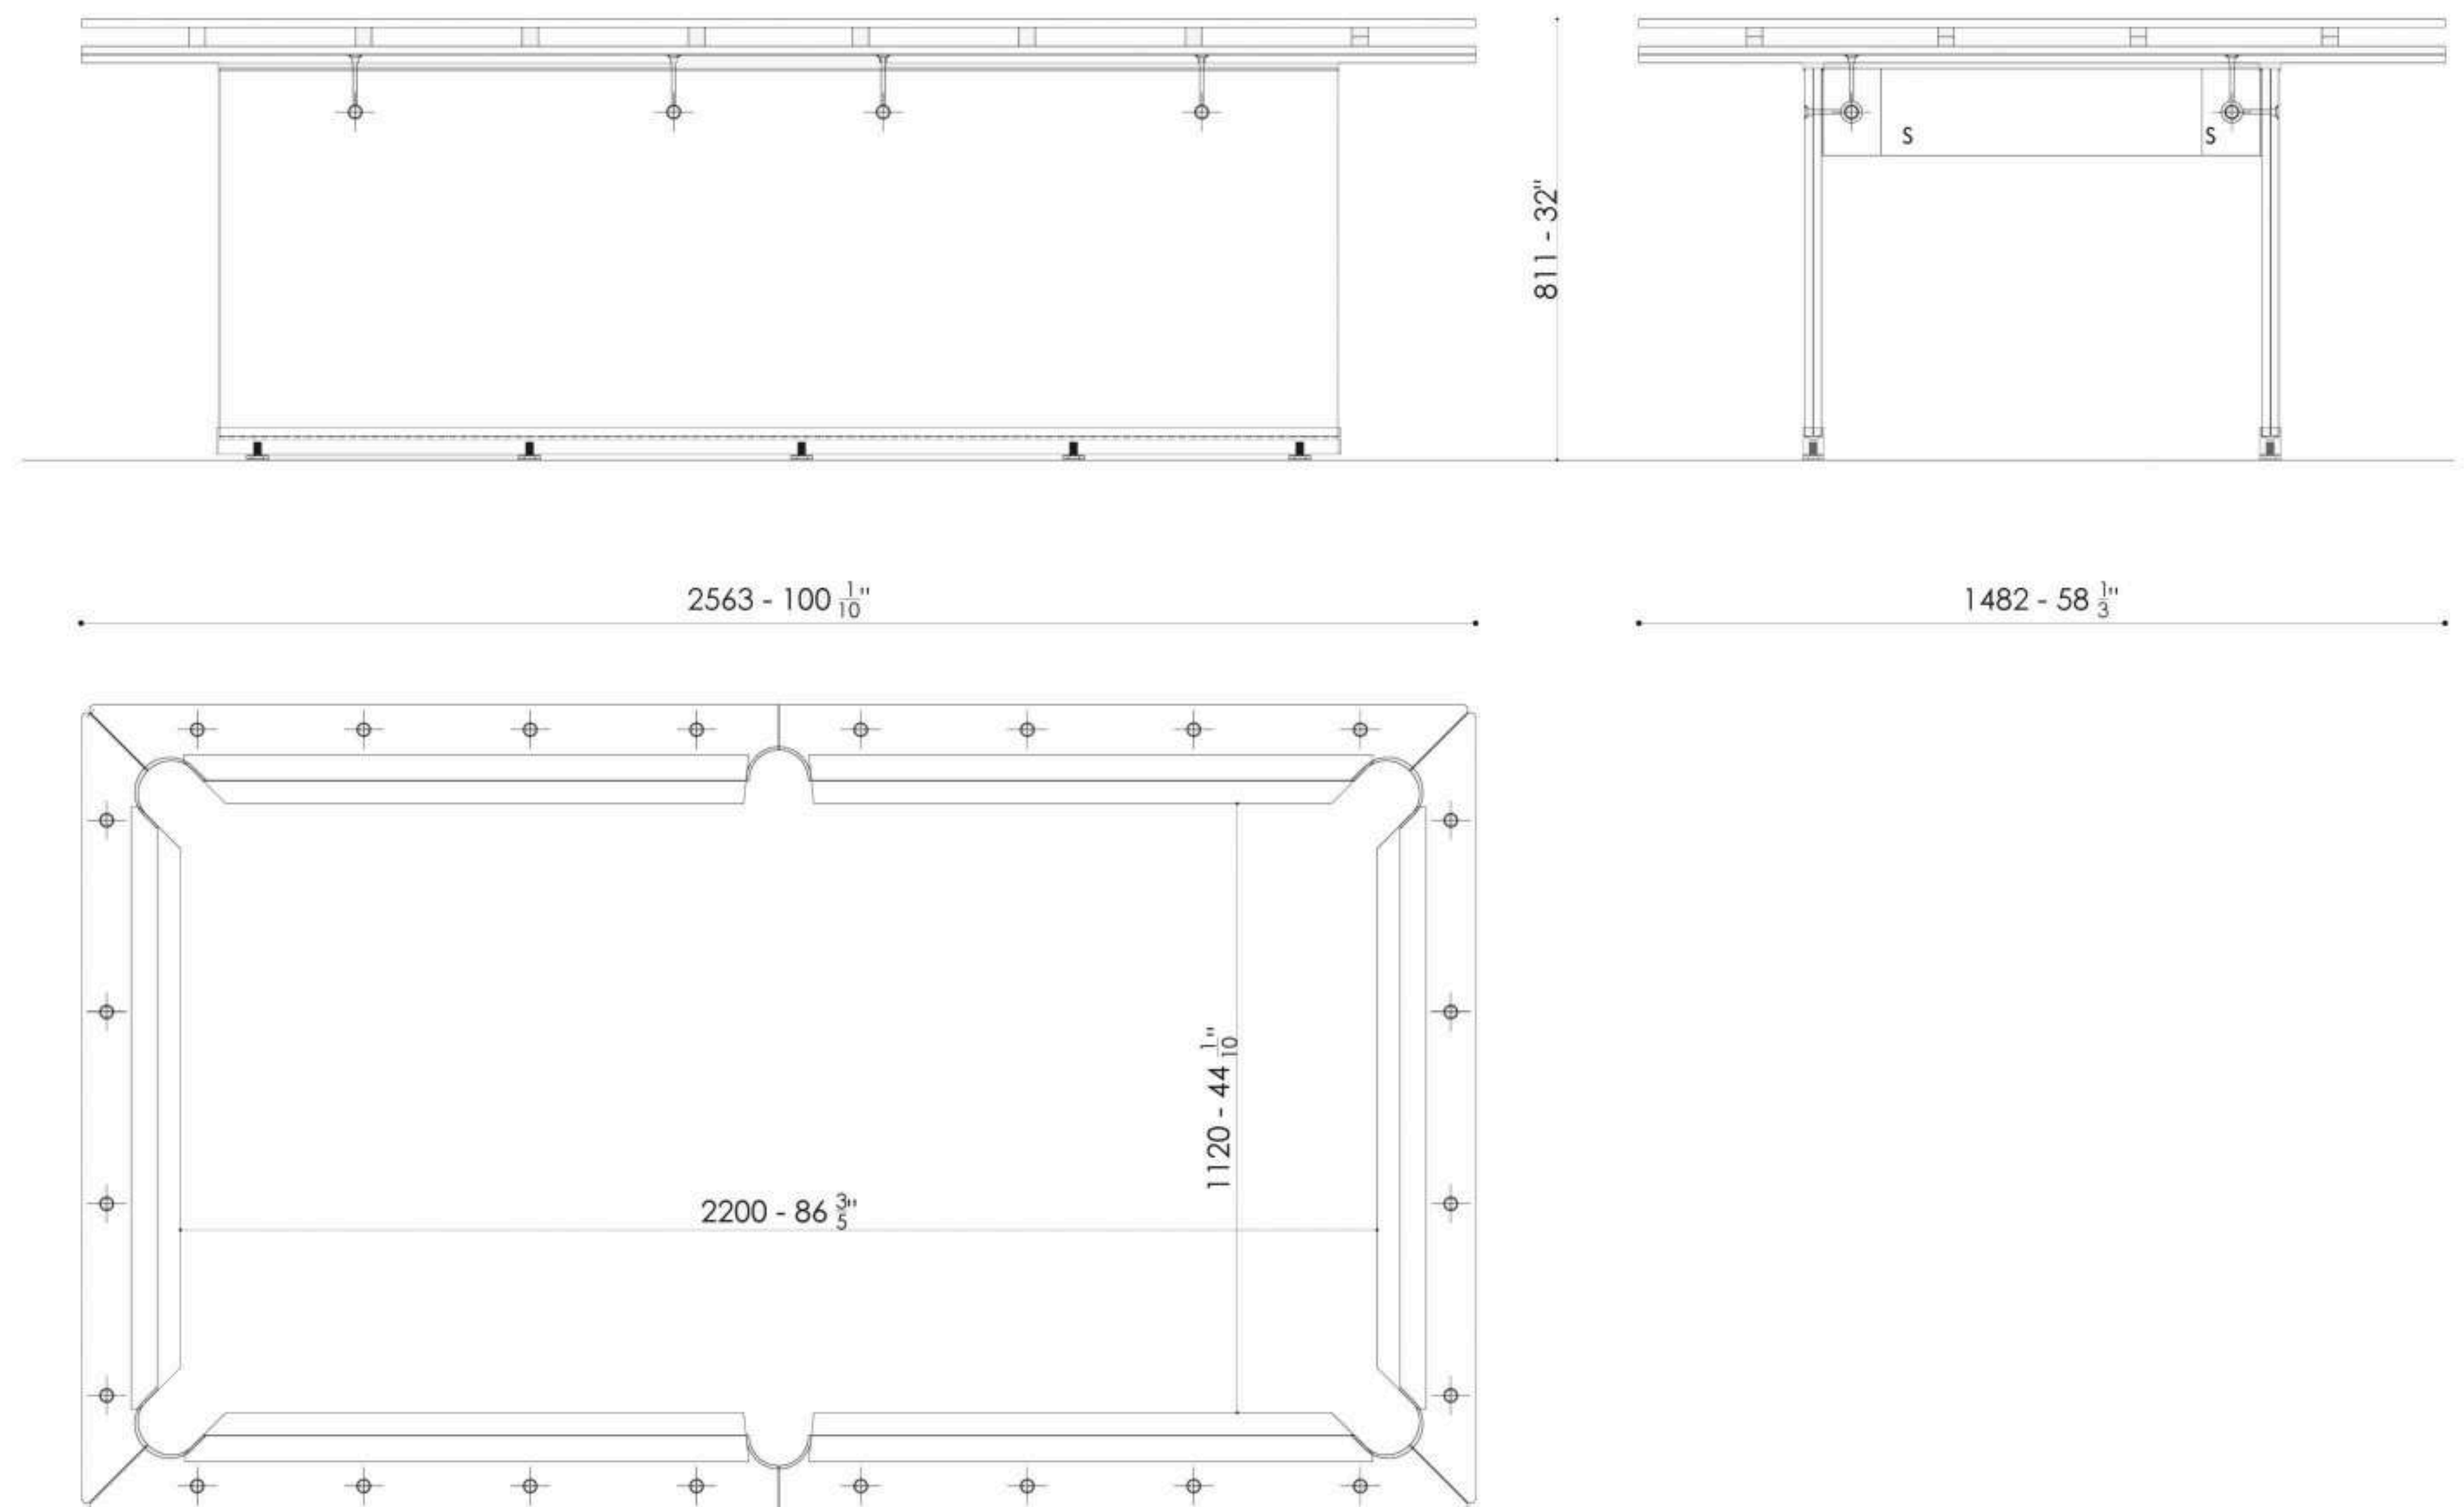 S
S
811 - 32"
2563 - 100 1/10"
1482 - 58 1/3"
1120 - 44 1/10"
2200 - 86 3/5"